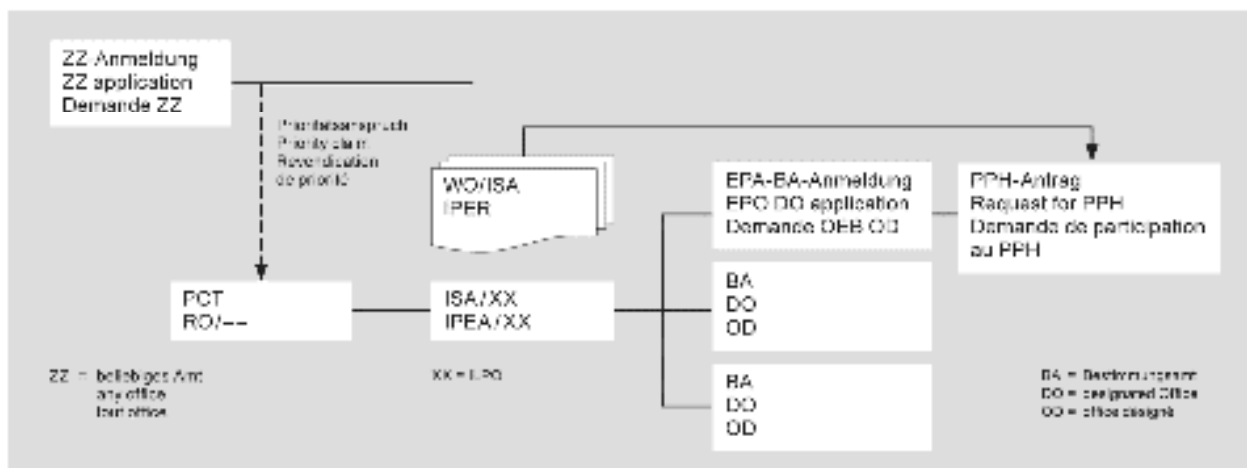 ZZ-Anmeldung
ZZ application
Demande ZZ
Prioritätsanspruch
Priority claim
Revendication
de priorité
WO/ISA
IPER
EPA-BA-Anmeldung
EPO DO application
Demande OEB OD
PPH-Antrag
Request for PPH
Demande de participation
au PPH
PCT
RO/--
ISA/XX
IPEA/XX
BA
DO
OD
BA
DO
OD
ZZ = beliebiges Amt
any office
tout office
XX =
BA = Bestimmungsamt
DO = designated Office
OD = office désigné